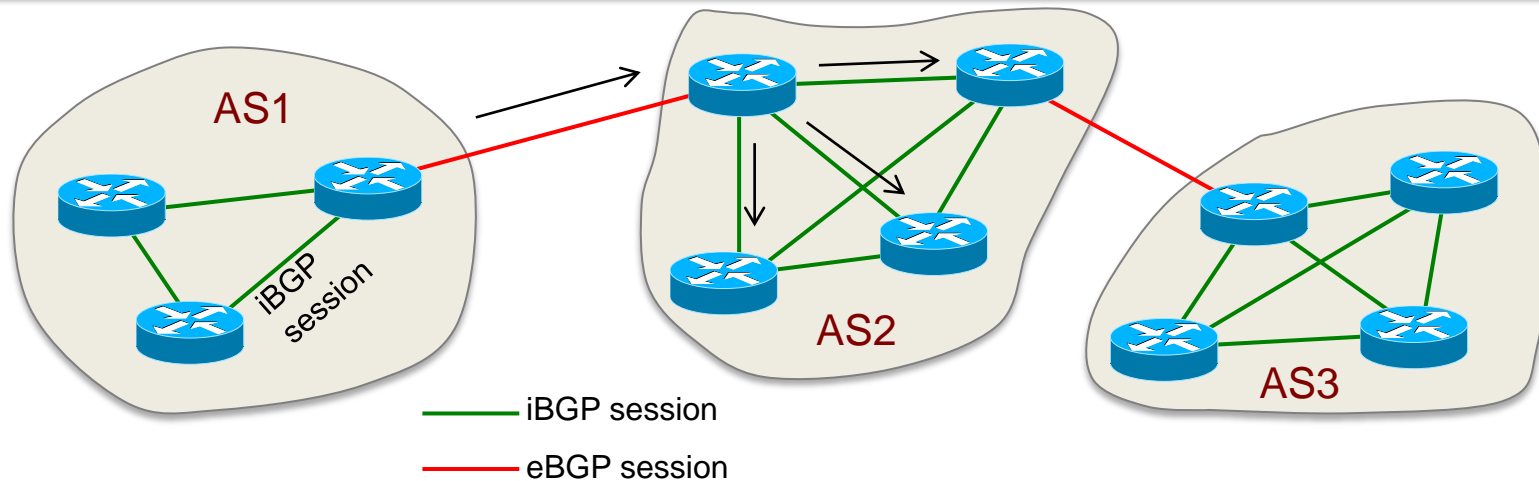 AS1
iBGP
session
AS2
AS3
iBGP session
eBGP session